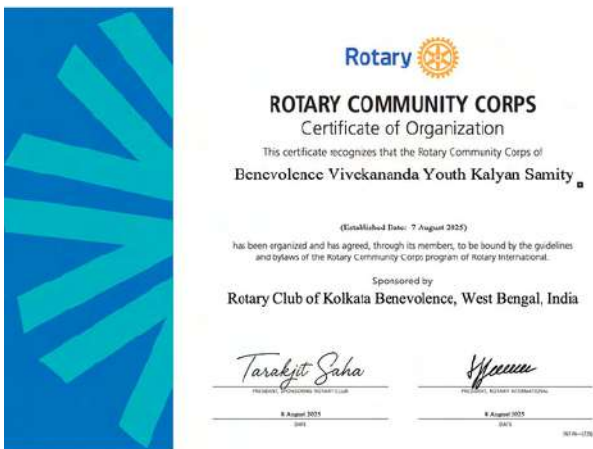 Rotary
ROTARY COMMUNITY CORPS
Certificate of Organization
This certificate recognizes that the Rotary Community Corps of
Benevolence Vivekananda Youth Kalyan Samity
(Established Date: 7 August 2025)
has been organized and has agreed, through its members, to be bound by the guidelines
and bylaws of the Rotary Community Corps program of Rotary International.
Sponsored by
Rotary Club of Kolkata Benevolence, West Bengal, India
Tarakjit Saha
PRESIDENT, SPONSORING ROTARY CLUB
PRESIDENT, ROTARY INTERNATIONAL
8 August 2025
8 August 2025
DATE
DATE